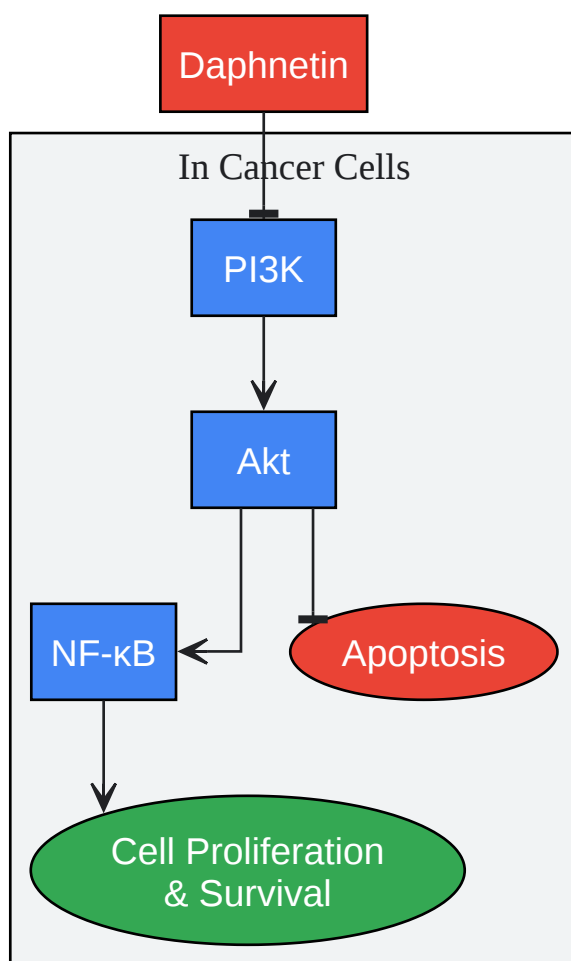 Daphnetin
In Cancer Cells
PI3K
Akt
NF-κB
Apoptosis
Cell Proliferation
& Survival